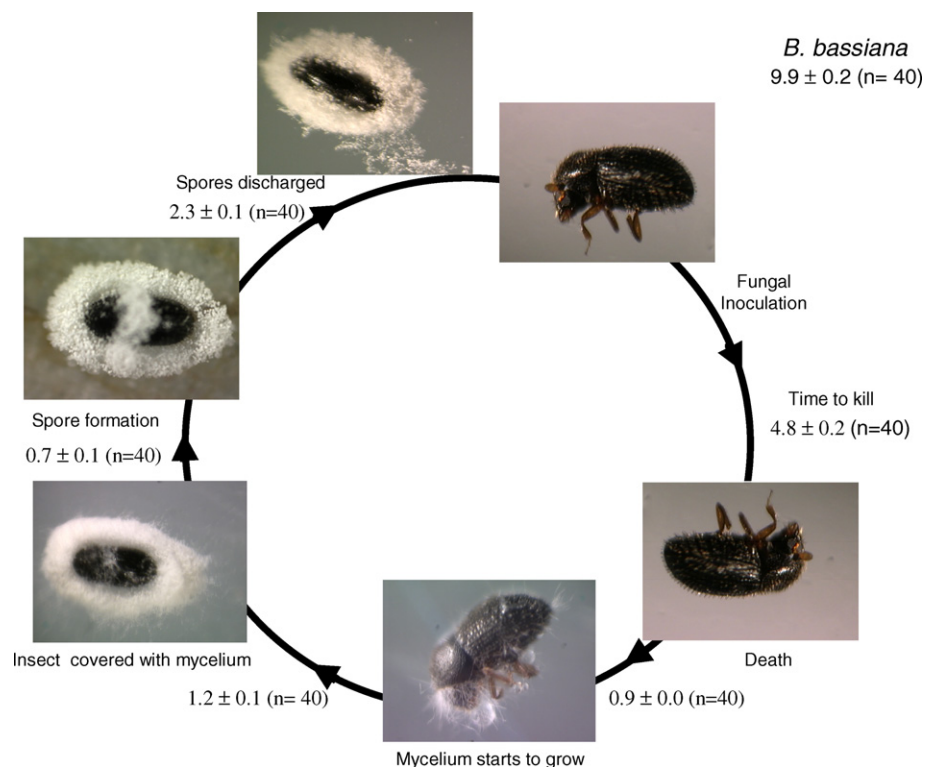 B. bassiana
9.9 ± 0.2 (n= 40)
Spores discharged
2.3 ± 0.1 (n=40)
Fungal
Inoculation
Time to kill
4.8 ± 0.2 (n=40)
Spore formation
0.7 ± 0.1 (n=40)
Insect covered with mycelium
Death
1.2 ± 0.1 (n= 40)
0.9 ± 0.0 (n=40)
Mycelium starts to grow